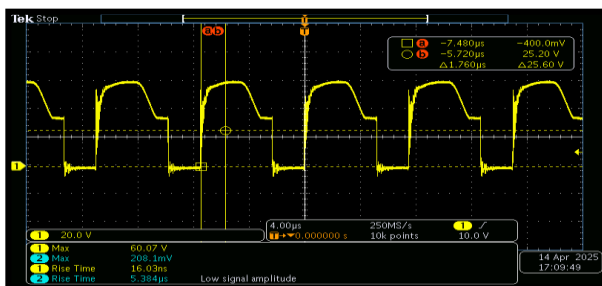 Tek Stop
T
a b
T
a −7.480µs −400.0mV
b −5.720µs 25.20 V
△1.760µs △25.60 V
1
1 20.0 V
4.00µs 250MS/s 1
T→▼0.000000 s 10k points 10.0 V
1 Max 60.07 V
2 Max 208.1mV
1 Rise Time 16.03ns
2 Rise Time 5.384µs Low signal amplitude
14 Apr 2025
17:09:49